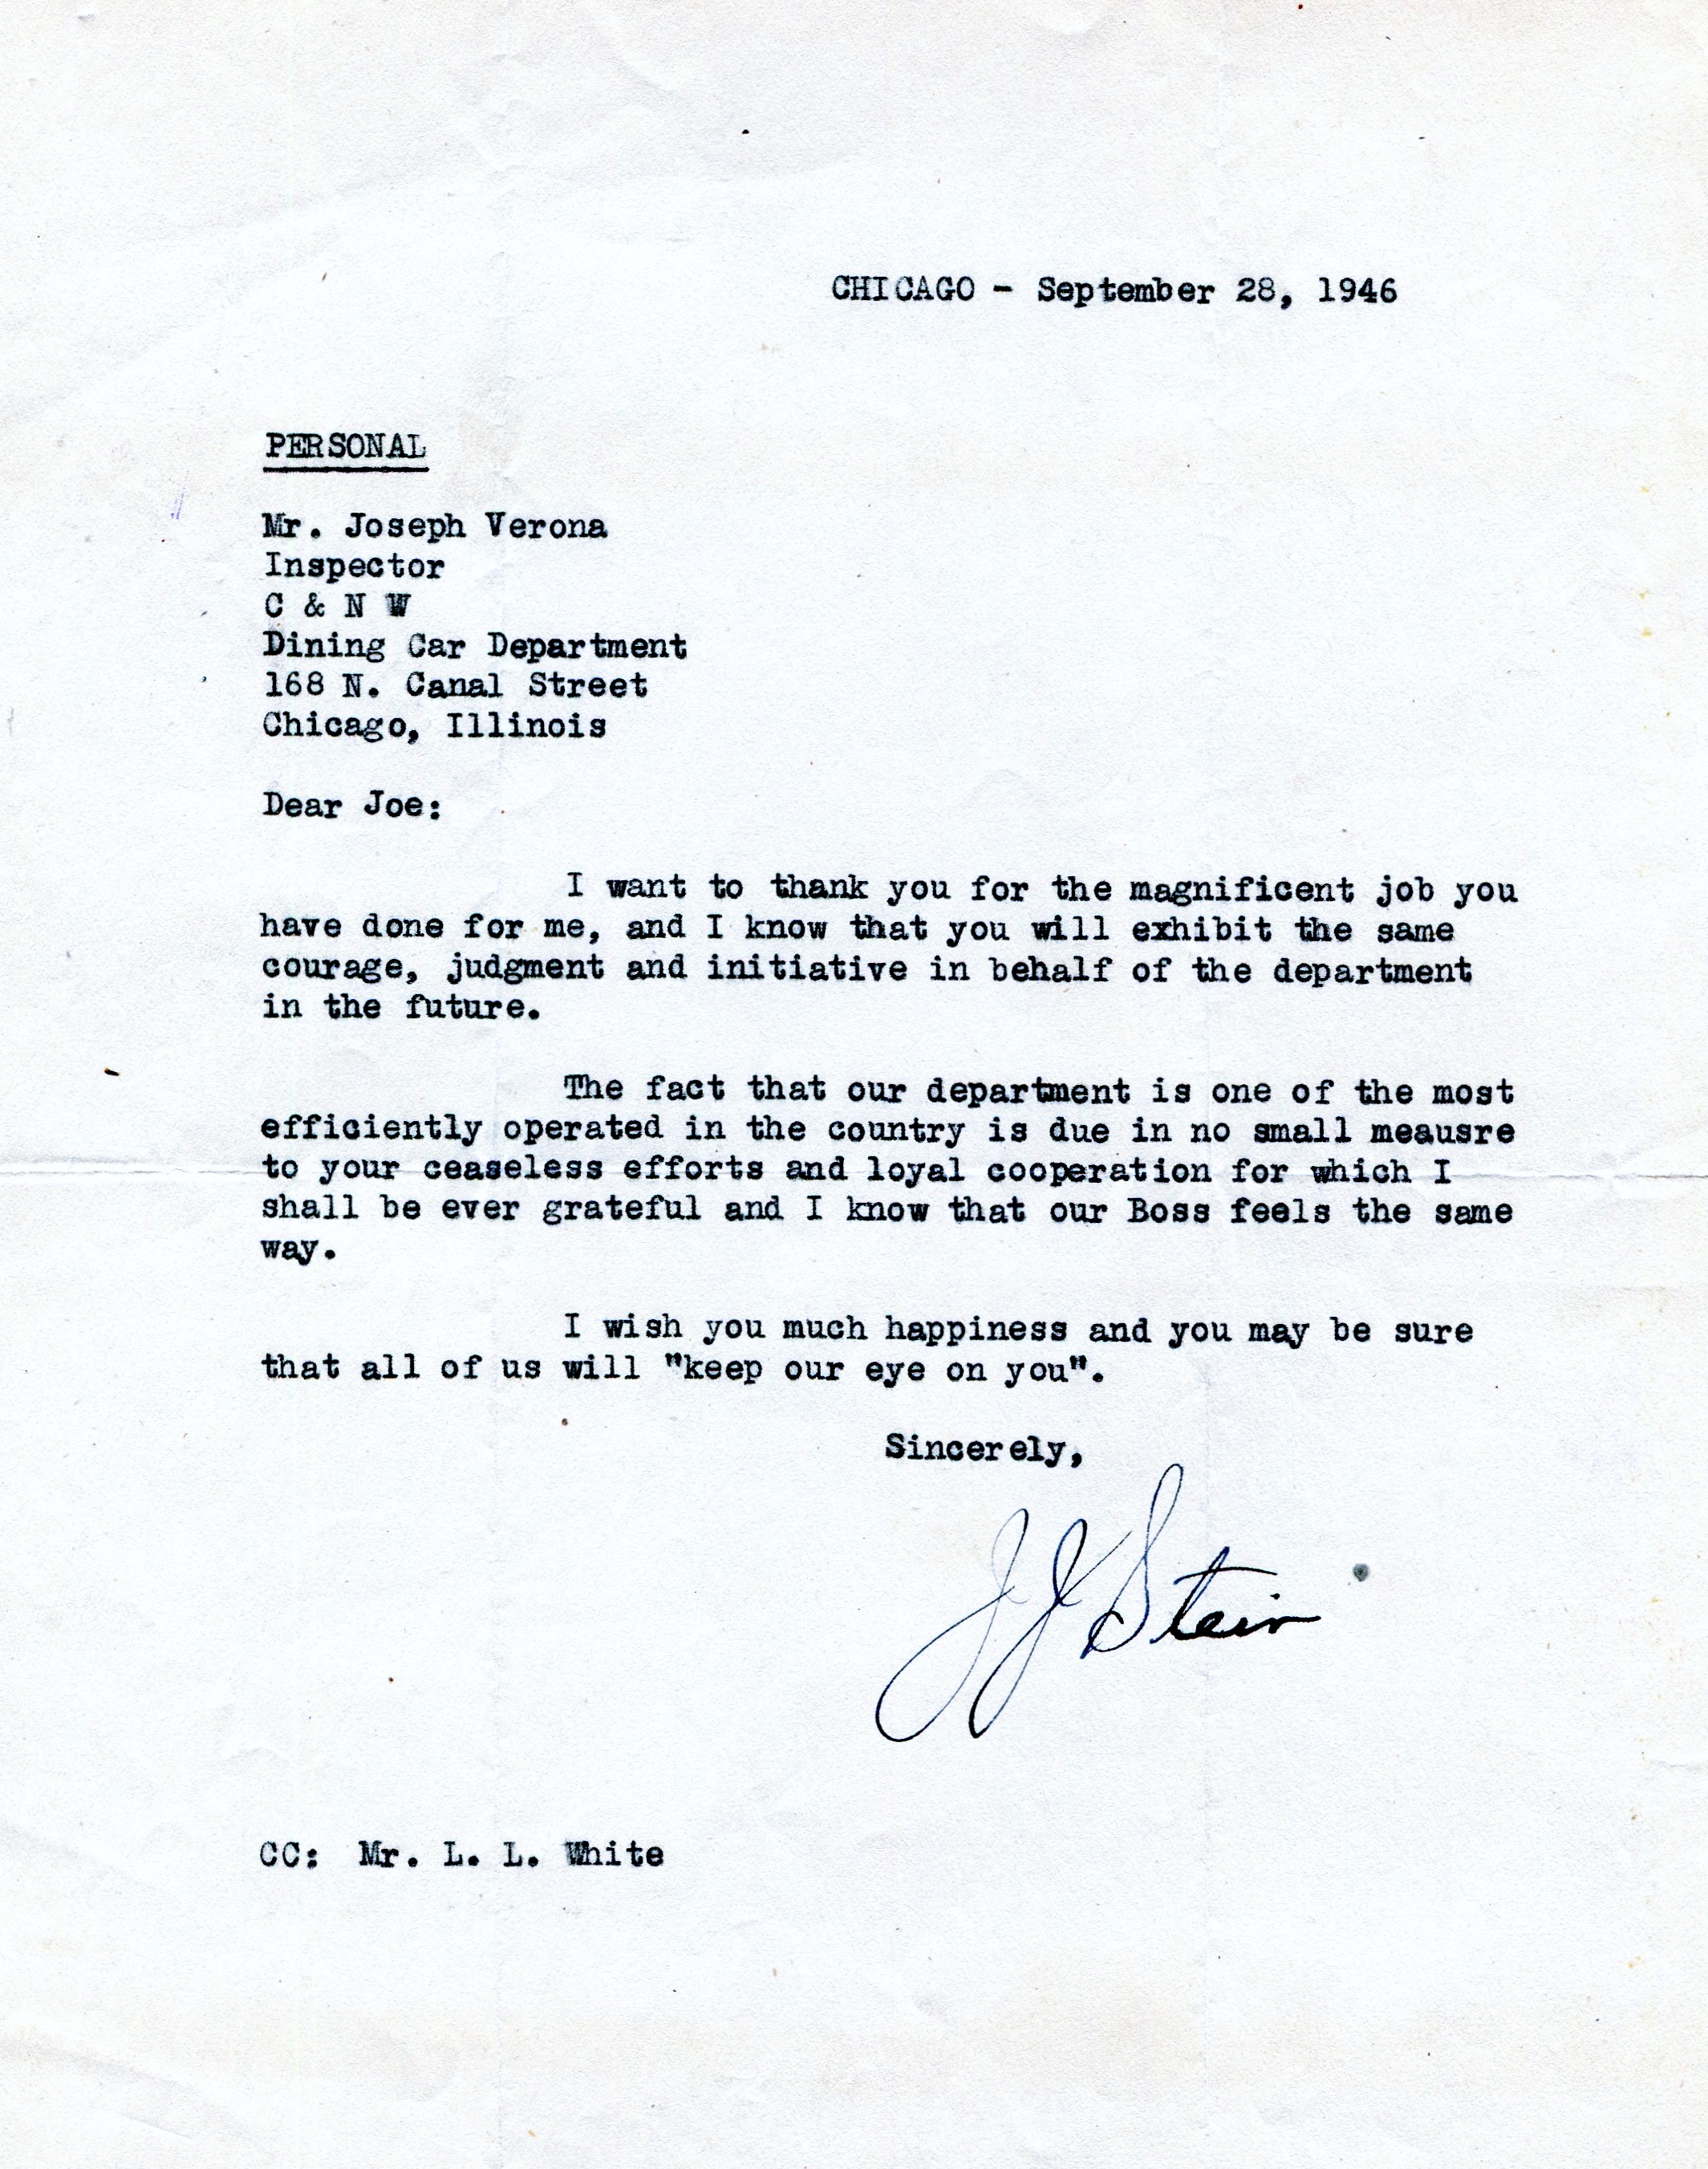 CHICAGO - September 28, 1946
PERSONAL
Mr. Joseph Verona
Inspector
C & N W
Dining Car Department
168 N. Canal Street
Chicago, Illinois
Dear Joe:
I want to thank you for the magnificent job you
have done for me, and I know that you will exhibit the same
courage, judgment and initiative in behalf of the department
in the future.
The fact that our department is one of the most
efficiently operated in the country is due in no small meausre
to your ceaseless efforts and loyal cooperation for which I
shall be ever grateful and I know that our Boss feels the same
way.
I wish you much happiness and you may be sure
that all of us will "keep our eye on you".
Sincerely,
JJ Stein
CC: Mr. L. L. White